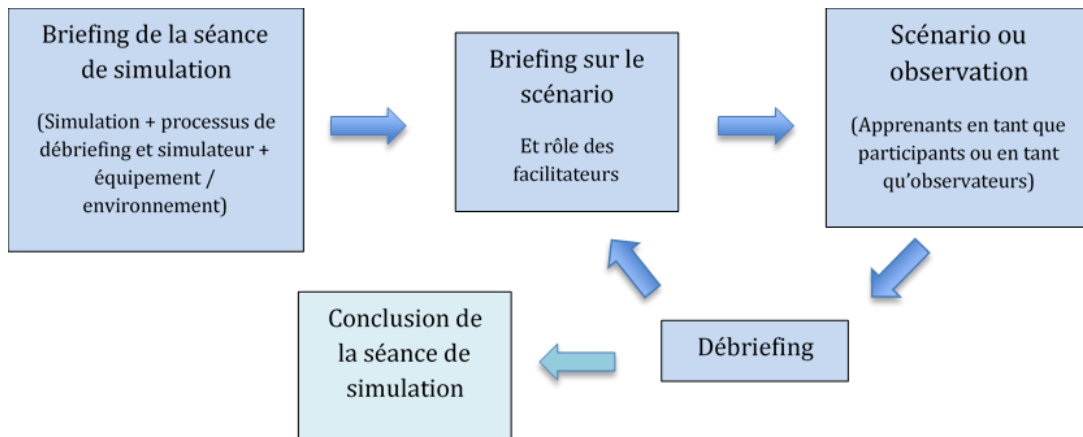 Briefing de la séance
de simulation
(Simulation + processus de
débriefing et simulateur +
équipement /
environnement)
Briefing sur le
scénario
Et rôle des
facilitateurs
Scénario ou
observation
(Apprenants en tant que
participants ou en tant
qu’observateurs)
Débriefing
Conclusion de
la séance de
simulation